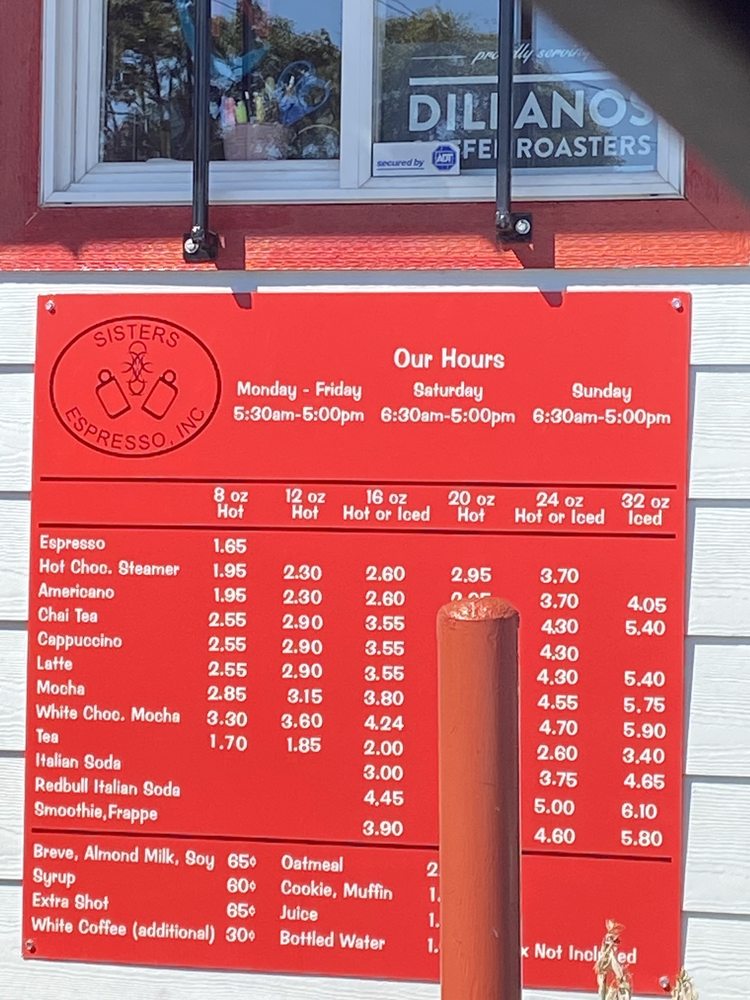 proudly serving
DILLANOS
COFFEE ROASTERS
secured by ADT
SISTERS
ESPRESSO, INC
Our Hours
Monday - Friday Saturday Sunday
5:30am-5:00pm 6:30am-5:00pm 6:30am-5:00pm
8 oz 12 oz 16 oz 20 oz 24 oz 32 oz
Hot Hot Hot or Iced Hot Hot or Iced Iced
Espresso 1.65
Hot Choc. Steamer 1.95 2.30 2.60 2.95 3.70
Americano 1.95 2.30 2.60 3.70 4.05
Chai Tea 2.55 2.90 3.55 4.30 5.40
Cappuccino 2.55 2.90 3.55 4.30
Latte 2.55 2.90 3.55 4.30 5.40
Mocha 2.85 3.15 3.80 4.55 5.75
White Choc. Mocha 3.30 3.60 4.24 4.70 5.90
Tea 1.70 1.85 2.00 2.60 3.40
Italian Soda 3.00 3.75 4.65
Redbull Italian Soda 4.45 5.00 6.10
Smoothie,Frappe 3.90 4.60 5.80
Breve, Almond Milk, Soy 65¢ Oatmeal 2.
Syrup 60¢ Cookie, Muffin 1.
Extra Shot 65¢ Juice 1.
White Coffee (additional) 30¢ Bottled Water 1. x Not Included